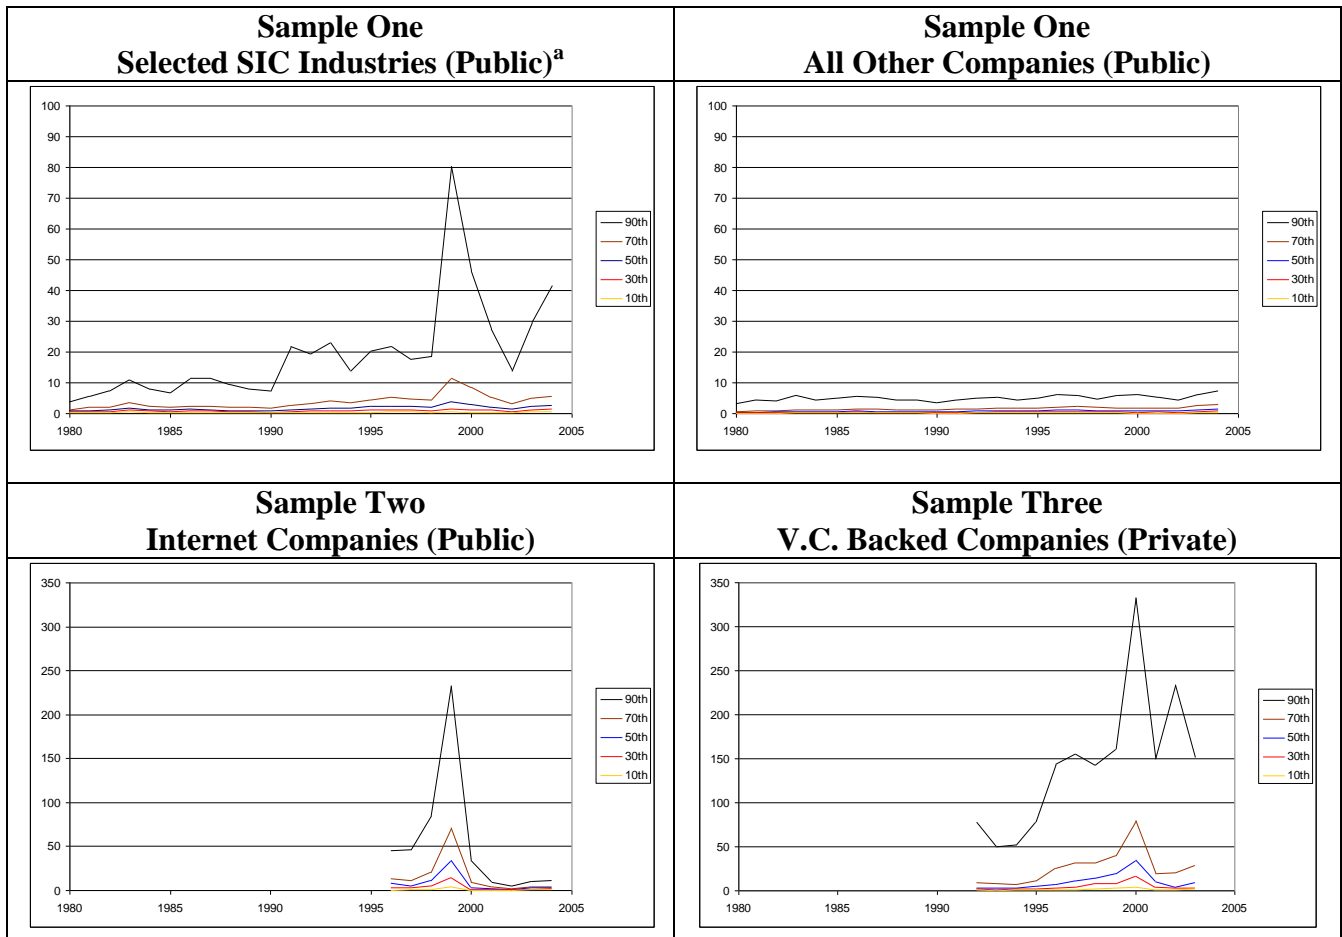 Sample One
Selected SIC Industries (Public)a
100
90
80
70
60
50
40
30
20
10
0
1980 1985 1990 1995 2000 2005
90th
70th
50th
30th
10th
Sample One
All Other Companies (Public)
100
90
80
70
60
50
40
30
20
10
0
1980 1985 1990 1995 2000 2005
90th
70th
50th
30th
10th
Sample Two
Internet Companies (Public)
350
300
250
200
150
100
50
0
1980 1985 1990 1995 2000 2005
90th
70th
50th
30th
10th
Sample Three
V.C. Backed Companies (Private)
350
300
250
200
150
100
50
0
1980 1985 1990 1995 2000 2005
90th
70th
50th
30th
10th